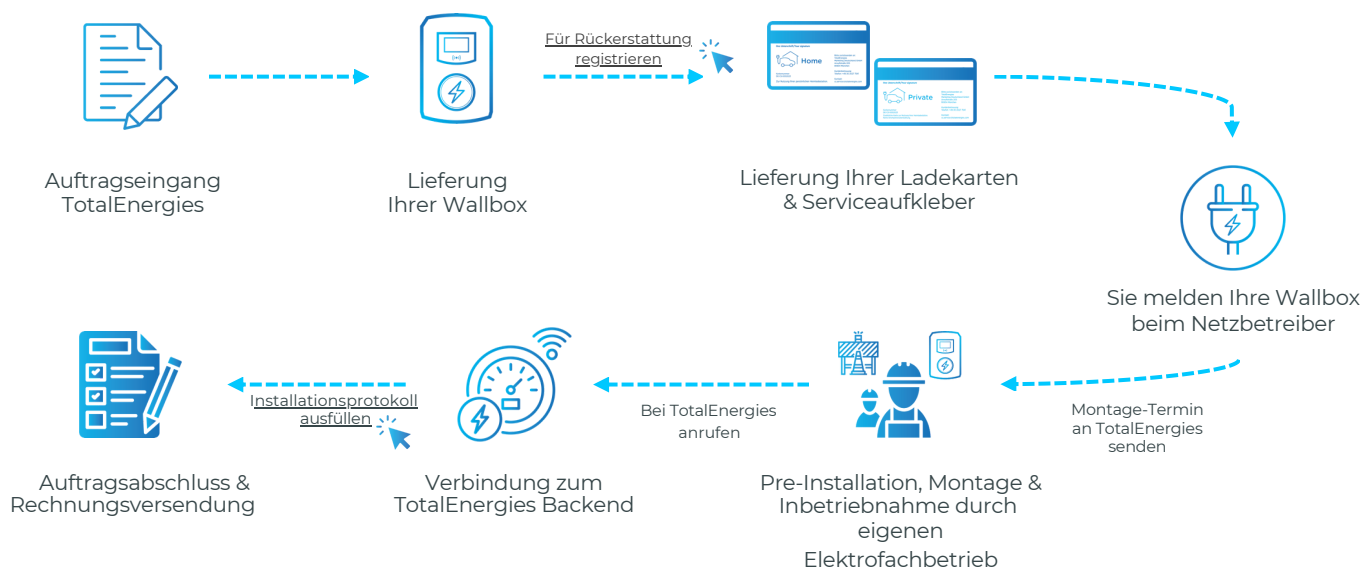 Auftragseingang
TotalEnergies
Lieferung
Ihrer Wallbox
Für Rückerstattung
registrieren
Home
Private
Lieferung Ihrer Ladekarten
& Serviceaufkleber
Sie melden Ihre Wallbox
beim Netzbetreiber
Montage-Termin
an TotalEnergies
senden
Pre-Installation, Montage &
Inbetriebnahme durch
eigenen
Elektrofachbetrieb
Bei TotalEnergies
anrufen
Verbindung zum
TotalEnergies Backend
Installationsprotokoll
ausfüllen
Auftragsabschluss &
Rechnungsversendung